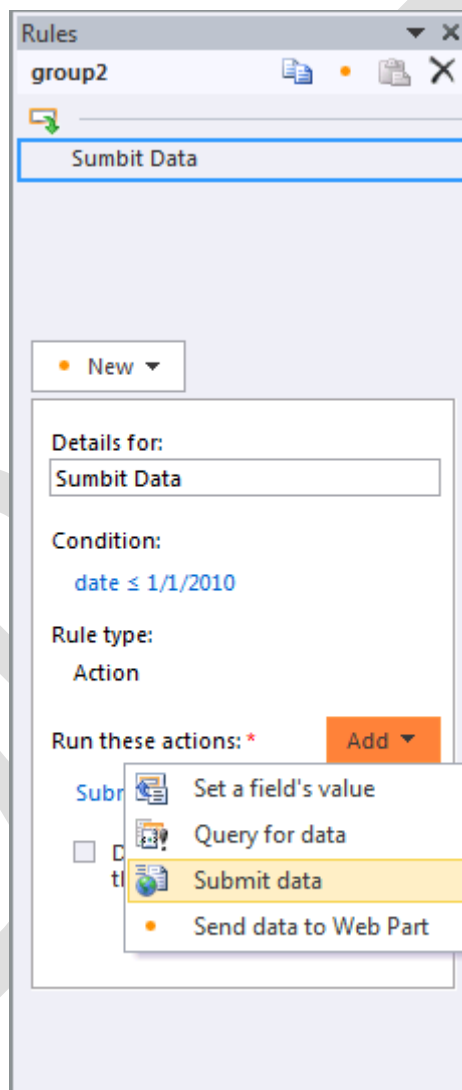 Rules
group2
Sumbit Data
New
Details for:
Sumbit Data
Condition:
date ≤ 1/1/2010
Rule type:
Action
Run these actions: *
Add
Set a field's value
Query for data
Submit data
Send data to Web Part